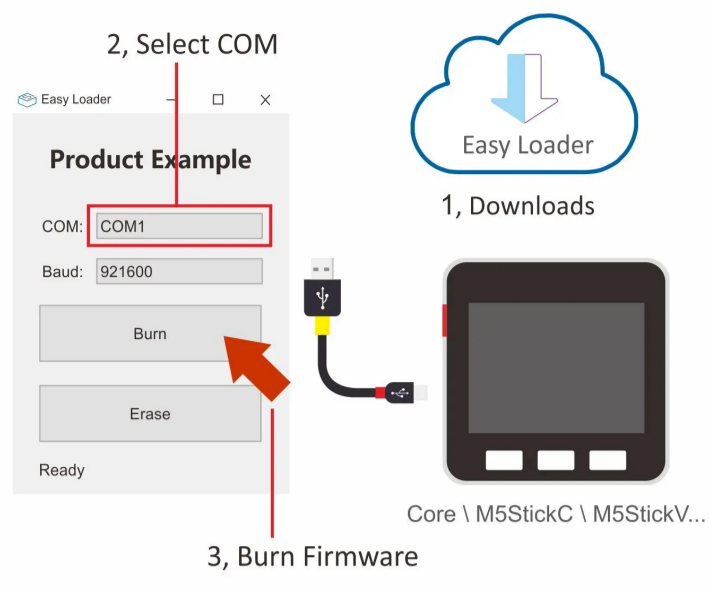 2, Select COM
Easy Loader
Product Example
COM: COM1
Baud: 921600
Burn
Erase
Ready
3, Burn Firmware
Easy Loader
1, Downloads
Core \ M5StickC \ M5StickV...